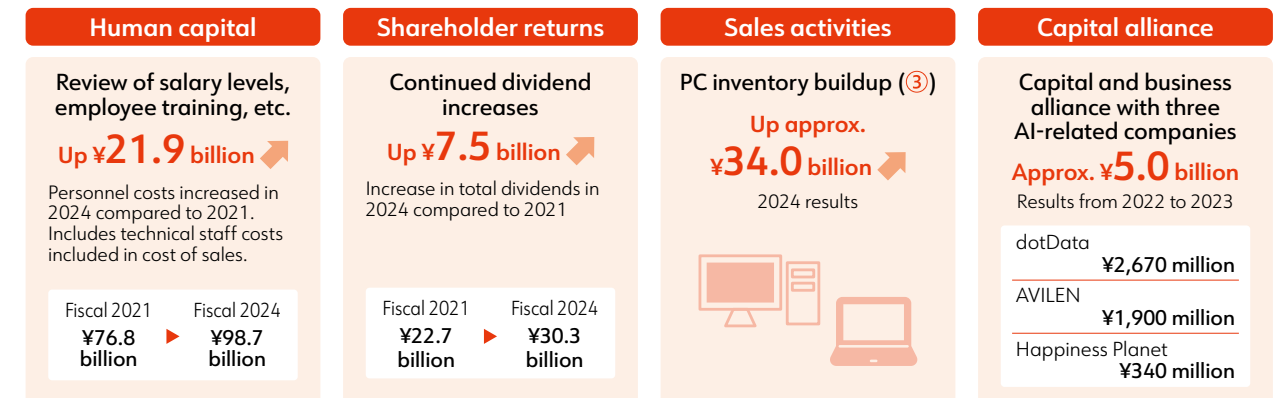 Human capital
Review of salary levels,
employee training, etc.
Up ¥21.9 billion
Personnel costs increased in
2024 compared to 2021.
Includes technical staff costs
included in cost of sales.
Fiscal 2021
¥76.8
billion
Fiscal 2024
¥98.7
billion
Shareholder returns
Continued dividend
increases
Up ¥7.5 billion
Increase in total dividends in
2024 compared to 2021
Fiscal 2021
¥22.7
billion
Fiscal 2024
¥30.3
billion
Sales activities
PC inventory buildup (③)
Up approx.
¥34.0 billion
2024 results
Capital alliance
Capital and business
alliance with three
AI-related companies
Approx. ¥5.0 billion
Results from 2022 to 2023
dotData
¥2,670 million
AVILEN
¥1,900 million
Happiness Planet
¥340 million